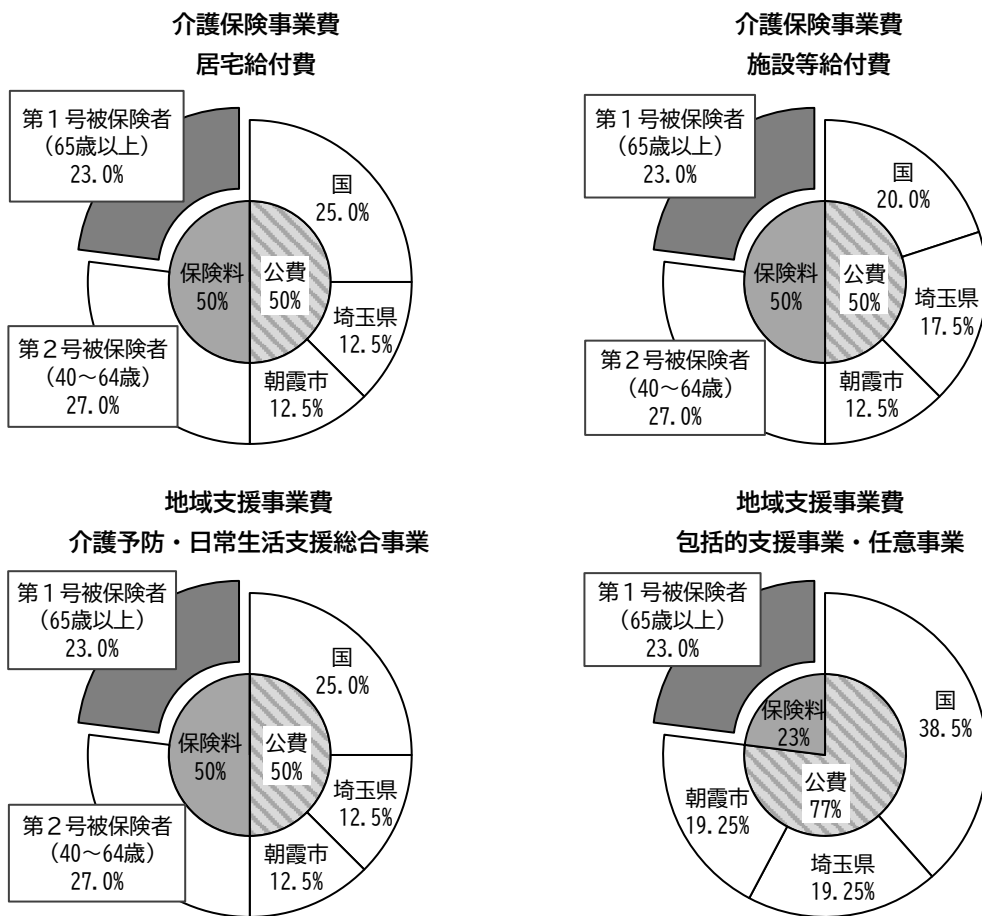 介護保険事業費
居宅給付費
第１号被保険者
（65歳以上）
23.0%
国
25.0%
保険料
50%
公費
50%
埼玉県
12.5%
第２号被保険者
（40～64歳）
27.0%
朝霞市
12.5%
介護保険事業費
施設等給付費
第１号被保険者
（65歳以上）
23.0%
国
20.0%
保険料
50%
公費
50%
埼玉県
17.5%
第２号被保険者
（40～64歳）
27.0%
朝霞市
12.5%
地域支援事業費
介護予防・日常生活支援総合事業
第１号被保険者
（65歳以上）
23.0%
国
25.0%
保険料
50%
公費
50%
埼玉県
12.5%
第２号被保険者
（40～64歳）
27.0%
朝霞市
12.5%
地域支援事業費
包括的支援事業・任意事業
第１号被保険者
（65歳以上）
23.0%
国
38.5%
保険料
23%
公費
77%
朝霞市
19.25%
埼玉県
19.25%